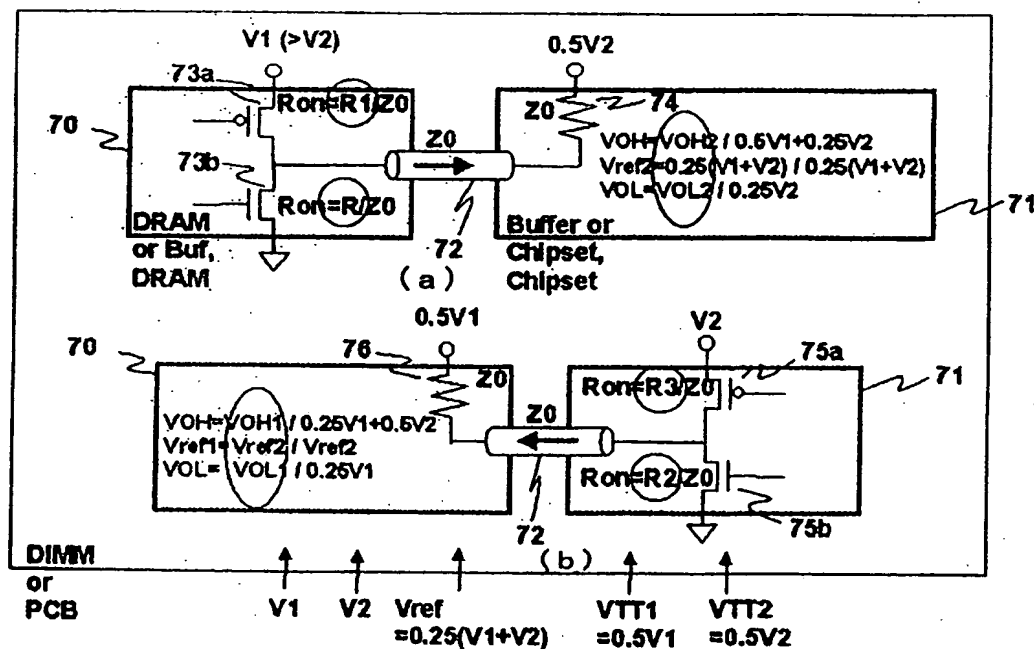 V1 (>V2)
0.5V2
73a
Ron=R1/Z0
Z0
74
70
Z0
VOH=VOH2 / 0.5V1+0.25V2
Vref2=0.25(V1+V2) / 0.25(V1+V2)
VOL=VOL2 / 0.25V2
73b
Ron=R/Z0
71
DRAM
or Buf,
DRAM
72
Buffer or
Chipset,
Chipset
(a)
0.5V1
V2
70
76
Z0
75a
Ron=R3/Z0
71
Z0
VOH=VOH1 / 0.25V1+0.5V2
Vref1=Vref2 / Vref2
VOL= VOL1 / 0.25V1
Ron=R2/Z0
72
75b
(b)
DIMM
or
PCB
V1
V2
Vref
=0.25(V1+V2)
VTT1
=0.5V1
VTT2
=0.5V2